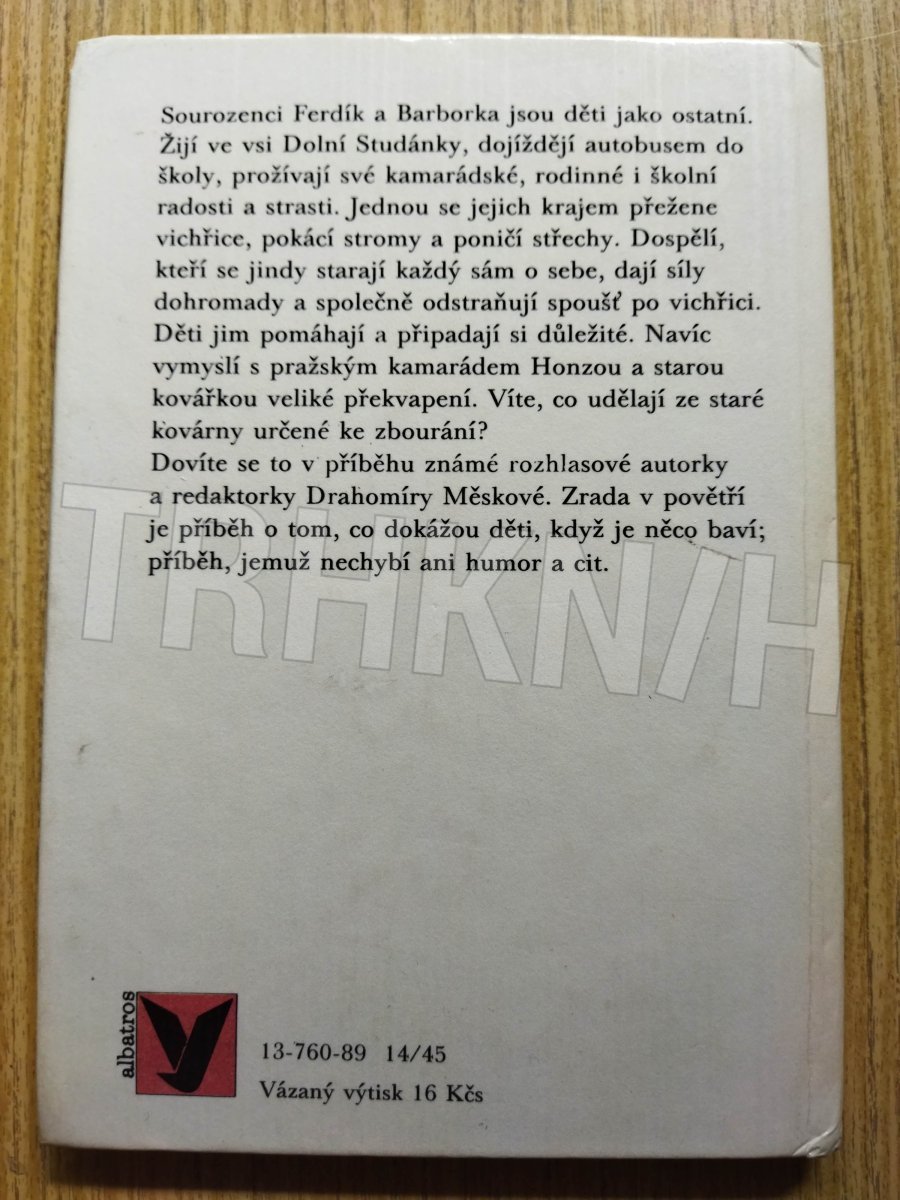 Sourozenci Ferdík a Barborka jsou děti jako ostatní.
Žijí ve vsi Dolní Studánky, dojíždějí autobusem do
školy, prožívají své kamarádské, rodinné i školní
radosti a strasti. Jednou se jejich krajem přežene
vichřice, pokácí stromy a poničí střechy. Dospělí,
kteří se jindy starají každý sám o sebe, dají síly
dohromady a společně odstraňují spoušť po vichřici.
Děti jim pomáhají a připadají si důležité. Navíc
vymyslí s pražským kamarádem Honzou a starou
kovářkou veliké překvapení. Víte, co udělají ze staré
kovárny určené ke zbourání?
Dovíte se to v příběhu známé rozhlasové autorky
a redaktorky Drahomíry Měskové. Zrada v povětří
je příběh o tom, co dokážou děti, když je něco baví;
příběh, jemuž nechybí ani humor a cit.
TRHKNIH
albatros
13-760-89 14/45
Vázaný výtisk 16 Kčs